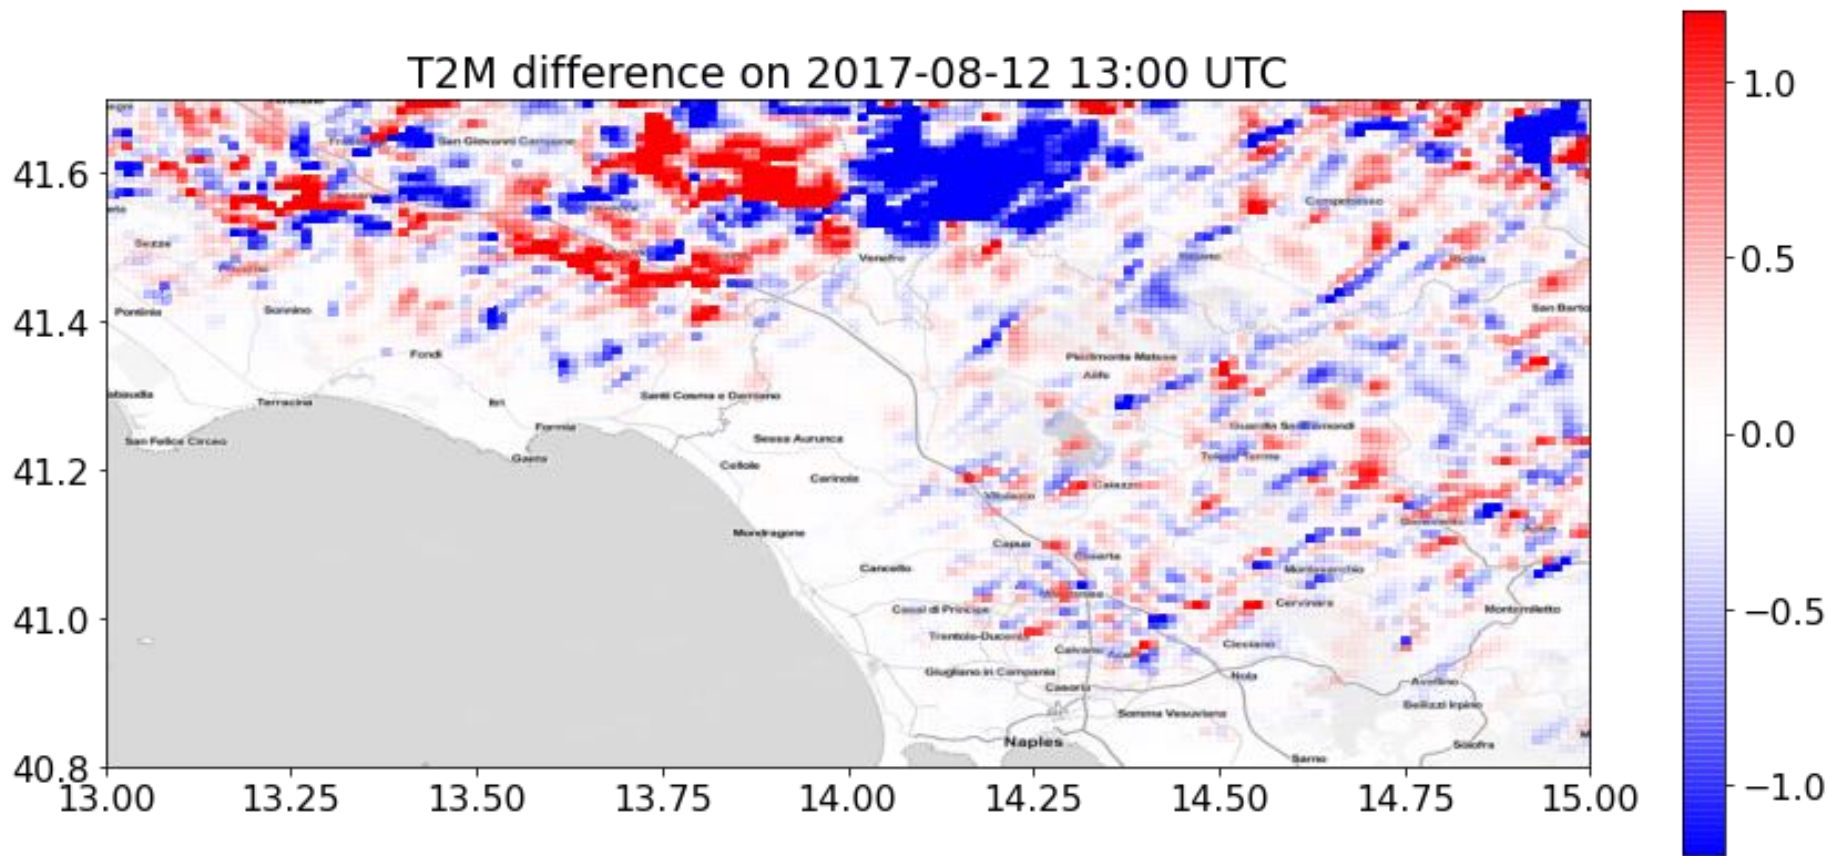 T2M difference on 2017-08-12 13:00 UTC
1.0
0.5
0.0
−0.5
−1.0
41.6
41.4
41.2
41.0
40.8
13.00 13.25 13.50 13.75 14.00 14.25 14.50 14.75 15.00
San Giovanni Campano
Campobasso
Sezze
Venafro
Pontinia
Sonnino
San Barto
Fondi
Piedimonte Matese
Alife
abaudia
Terracina
Itri
Santi Cosma e Damiano
Formia
San Felice Circeo
Sessa Aurunca
Gaeta
Cellole
Carinola
Caiazzo
Mondragone
Capua
Caserta
Cancello
Montesarchio
Casal di Principe
Cervinara
Montemiletto
Trentola-Ducenta
Caivano
Cicciano
Giugliano in Campania
Nola
Casoria
Avellino
Bellizzi Irpino
Somma Vesuviana
Naples
Solofra
Sarno